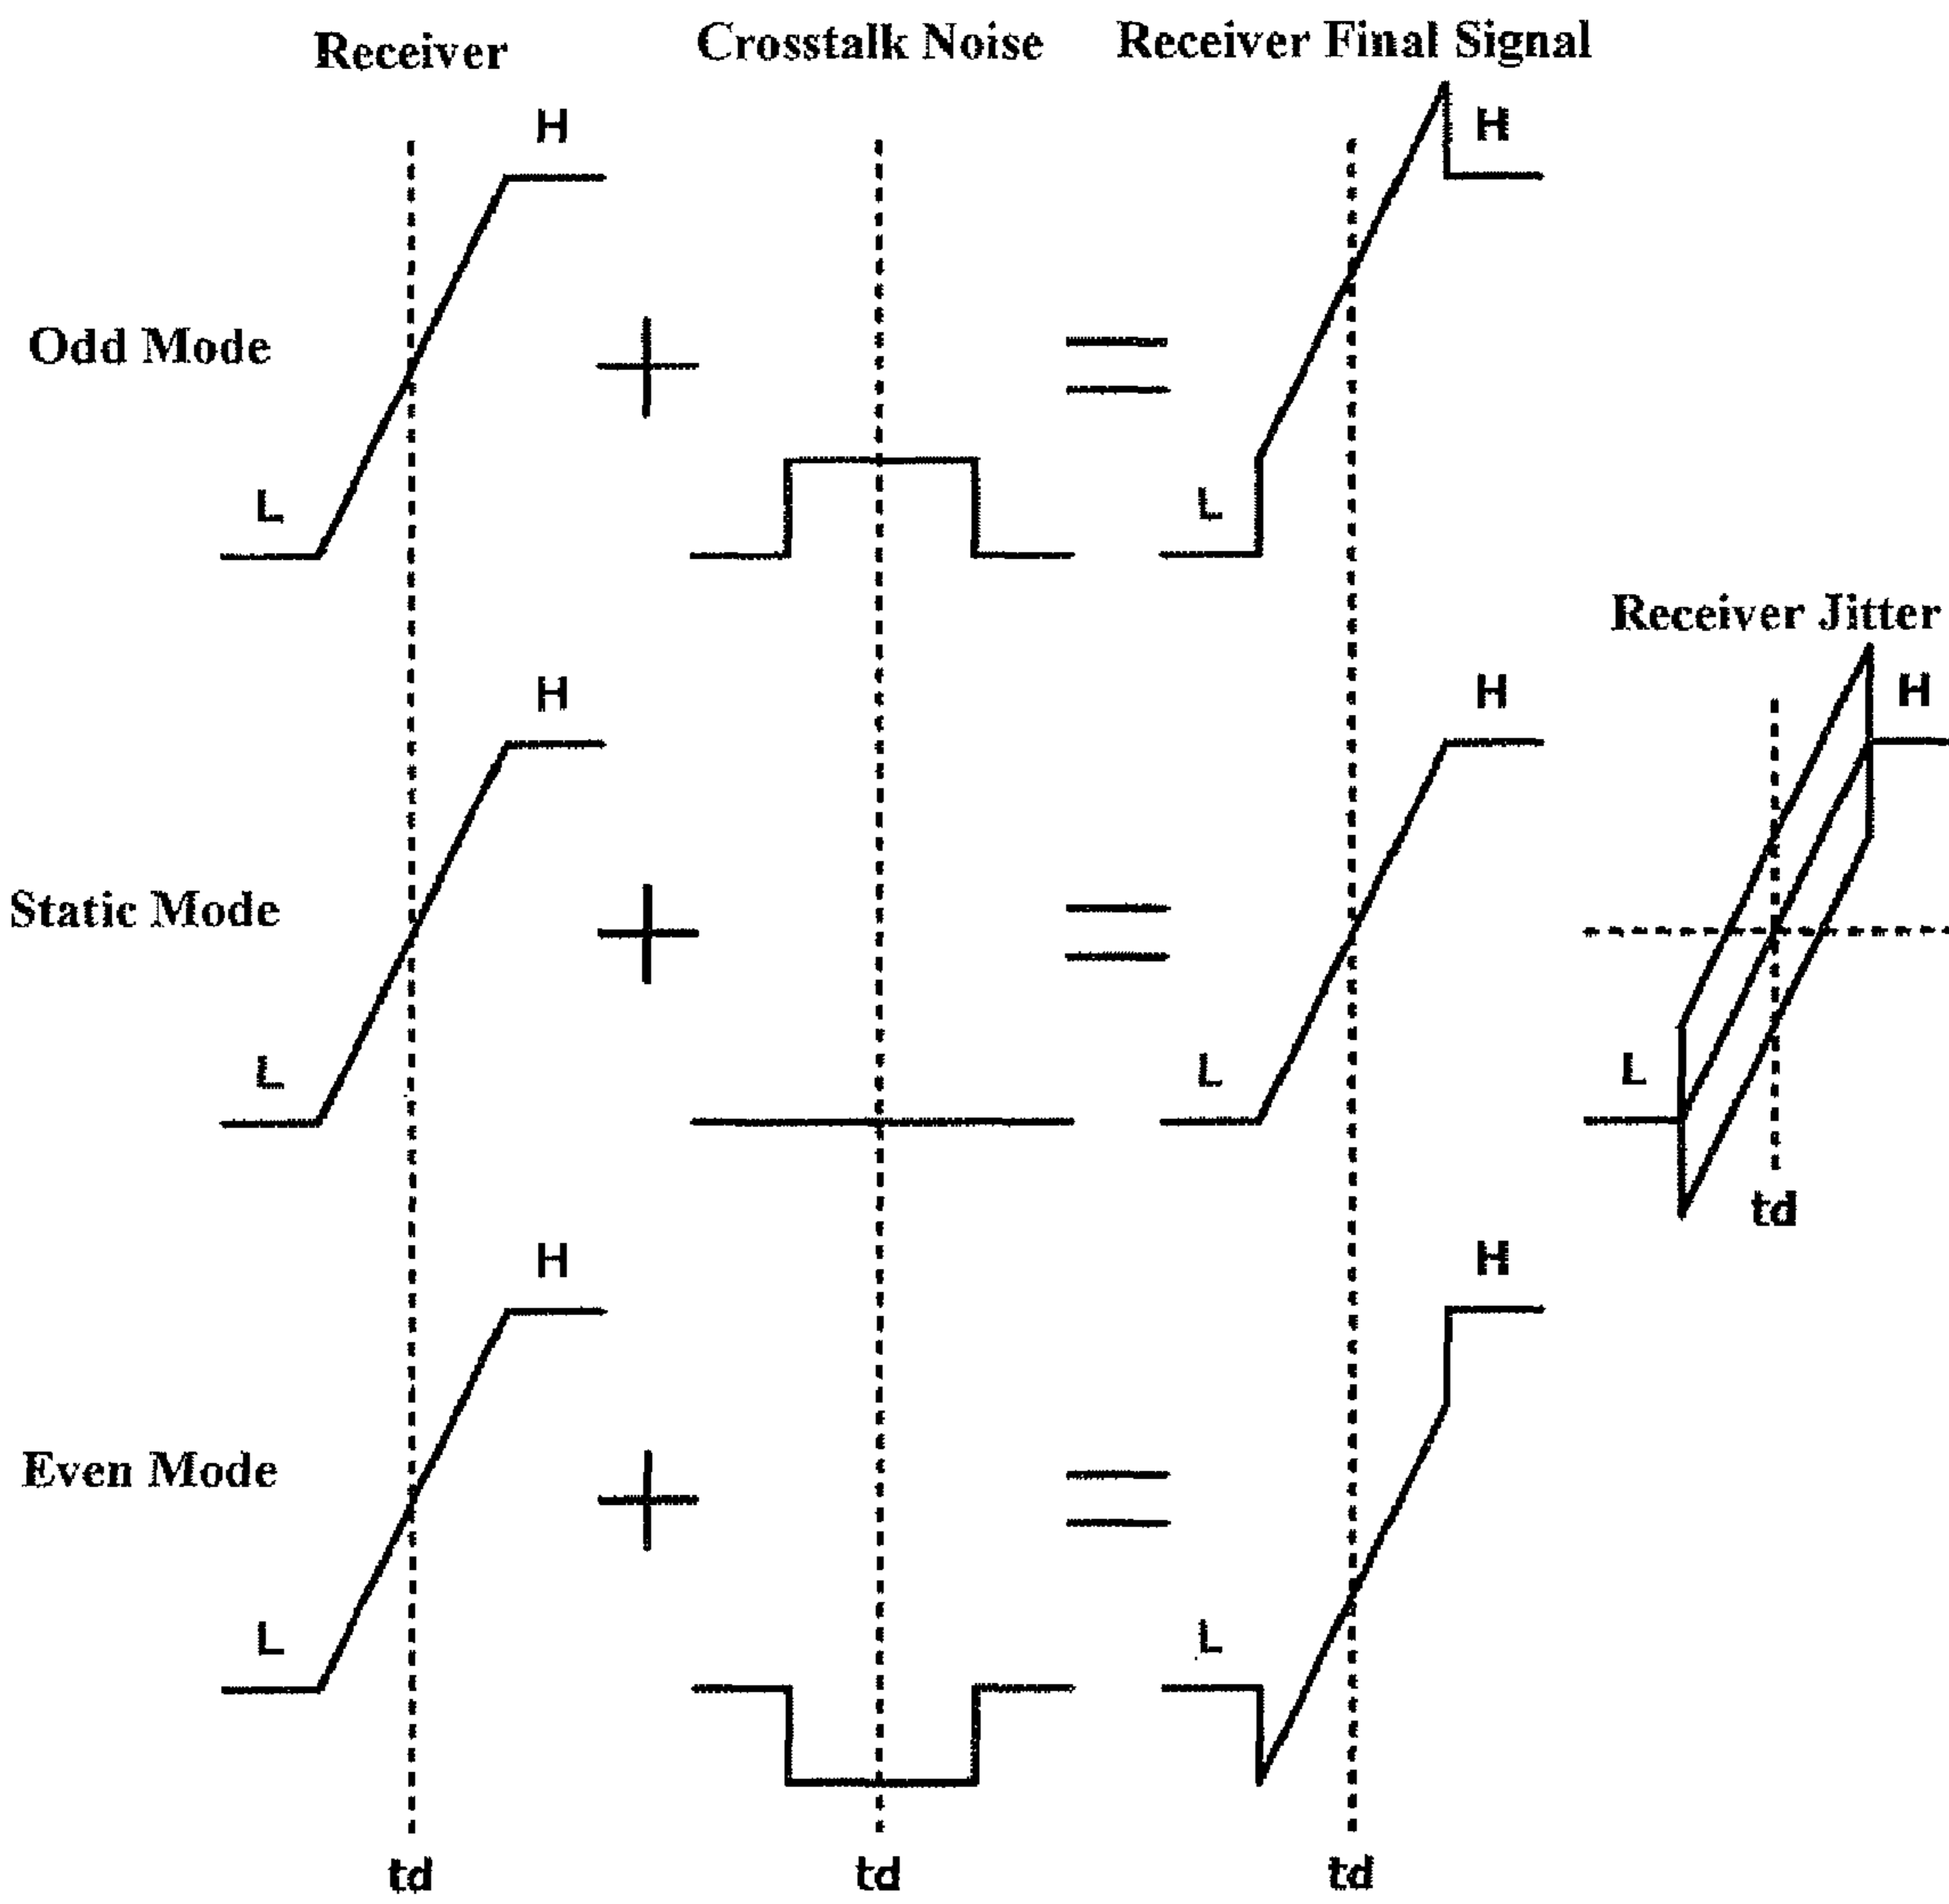 Receiver
Crosstalk Noise
Receiver Final Signal
H
H
Odd Mode
L
L
Receiver Jitter
H
H
H
Static Mode
L
L
L
td
H
H
Even Mode
L
L
td
td
td